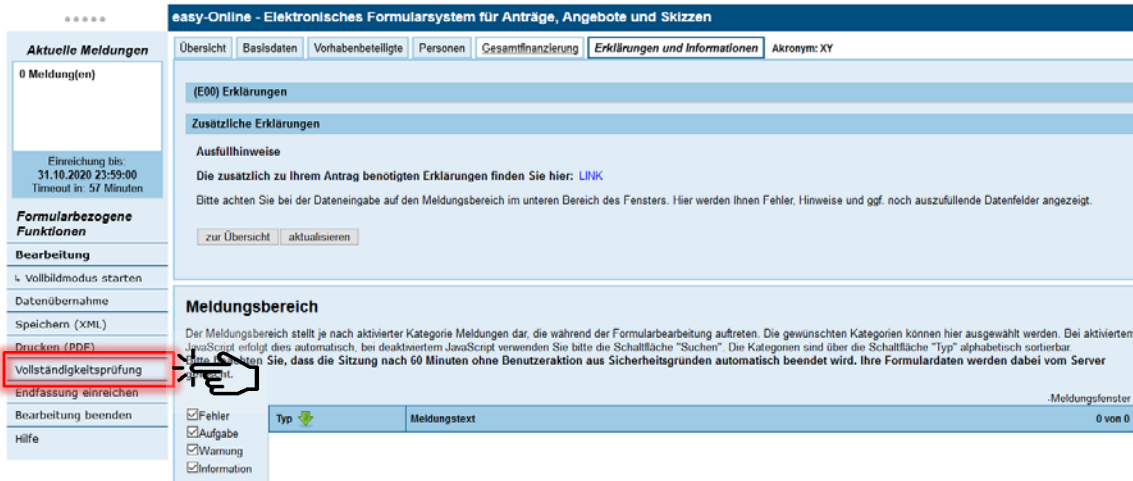 easy-Online - Elektronisches Formularsystem für Anträge, Angebote und Skizzen
Aktuelle Meldungen
0 Meldung(en)
Einreichung bis:
31.10.2020 23:59:00
Timeout in: 57 Minuten
Formularbezogene
Funktionen
Bearbeitung
Vollbildmodus starten
Datenübernahme
Speichern (XML)
Drucken (PDF)
Vollständigkeitsprüfung
Endfassung einreichen
Bearbeitung beenden
Hilfe
Übersicht Basisdaten Vorhabenbeteiligte Personen Gesamtfinanzierung Erklärungen und Informationen Akronym: XY
(E00) Erklärungen
Zusätzliche Erklärungen
Ausfüllhinweise
Die zusätzlich zu Ihrem Antrag benötigten Erklärungen finden Sie hier: LINK
Bitte achten Sie bei der Dateneingabe auf den Meldungsbereich im unteren Bereich des Fensters. Hier werden Ihnen Fehler, Hinweise und ggf. noch auszufüllende Datenfelder angezeigt.
zur Übersicht aktualisieren
Meldungsbereich
Der Meldungsbereich stellt je nach aktivierter Kategorie Meldungen dar, die während der Formularbearbeitung auftreten. Die gewünschten Kategorien können hier ausgewählt werden. Bei aktiviertem
JavaScript erfolgt dies automatisch, bei deaktiviertem JavaScript verwenden Sie bitte die Schaltfläche "Suchen". Die Kategorien sind über die Schaltfläche "Typ" alphabetisch sortierbar.
Sie, dass die Sitzung nach 60 Minuten ohne Benutzeraktion aus Sicherheitsgründen automatisch beendet wird. Ihre Formulardaten werden dabei vom Server
-Meldungsfenster
Fehler
Aufgabe
Warnung
Information
Typ Meldungstext 0 von 0